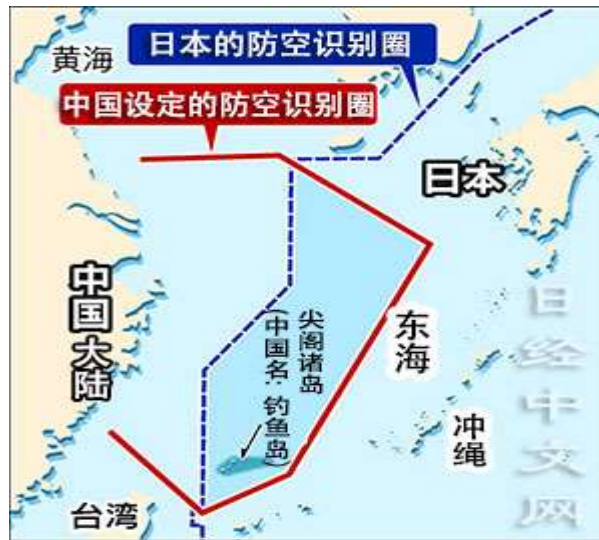 黄海
日本的防空识别圈
中国设定的防空识别圈
日本
中国大陆
尖阁诸岛
(中国名:钓鱼岛)
东海
冲绳
台湾
日经中文网